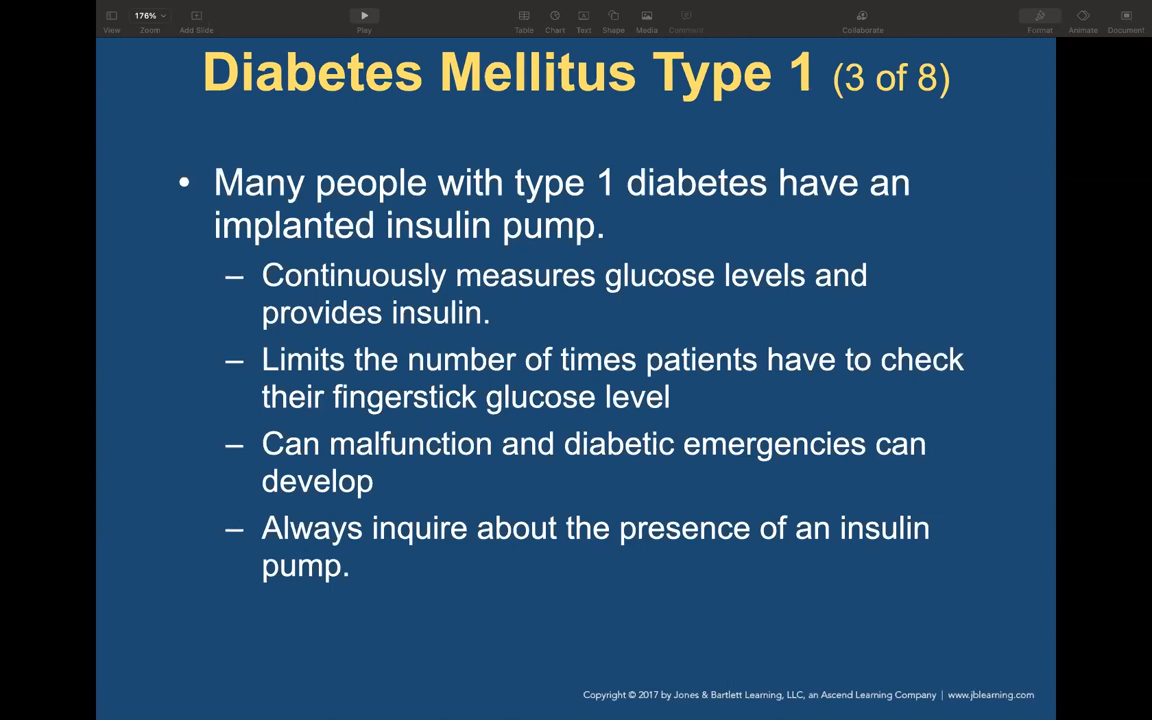 176%
View
Zoom
Add Slide
Play
Table
Chart
Text
Shape
Media
Comment
Collaborate
Format
Animate
Document
Diabetes Mellitus Type 1 (3 of 8)
• Many people with type 1 diabetes have an
implanted insulin pump.
– Continuously measures glucose levels and
provides insulin.
– Limits the number of times patients have to check
their fingerstick glucose level
– Can malfunction and diabetic emergencies can
develop
– Always inquire about the presence of an insulin
pump.
Copyright © 2017 by Jones & Bartlett Learning, LLC, an Ascend Learning Company | www.jblearning.com